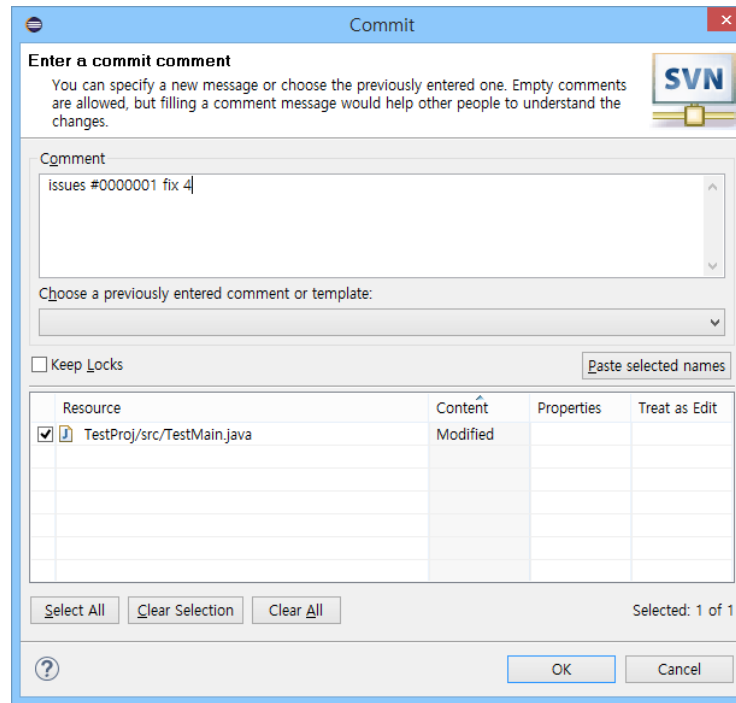 Commit
Enter a commit comment
You can specify a new message or choose the previously entered one. Empty comments
are allowed, but filling a comment message would help other people to understand the
changes.
SVN
Comment
issues #0000001 fix 4
Choose a previously entered comment or template:
Keep Locks
Paste selected names
Resource Content Properties Treat as Edit
J TestProj/src/TestMain.java Modified
Select All Clear Selection Clear All Selected: 1 of 1
? OK Cancel